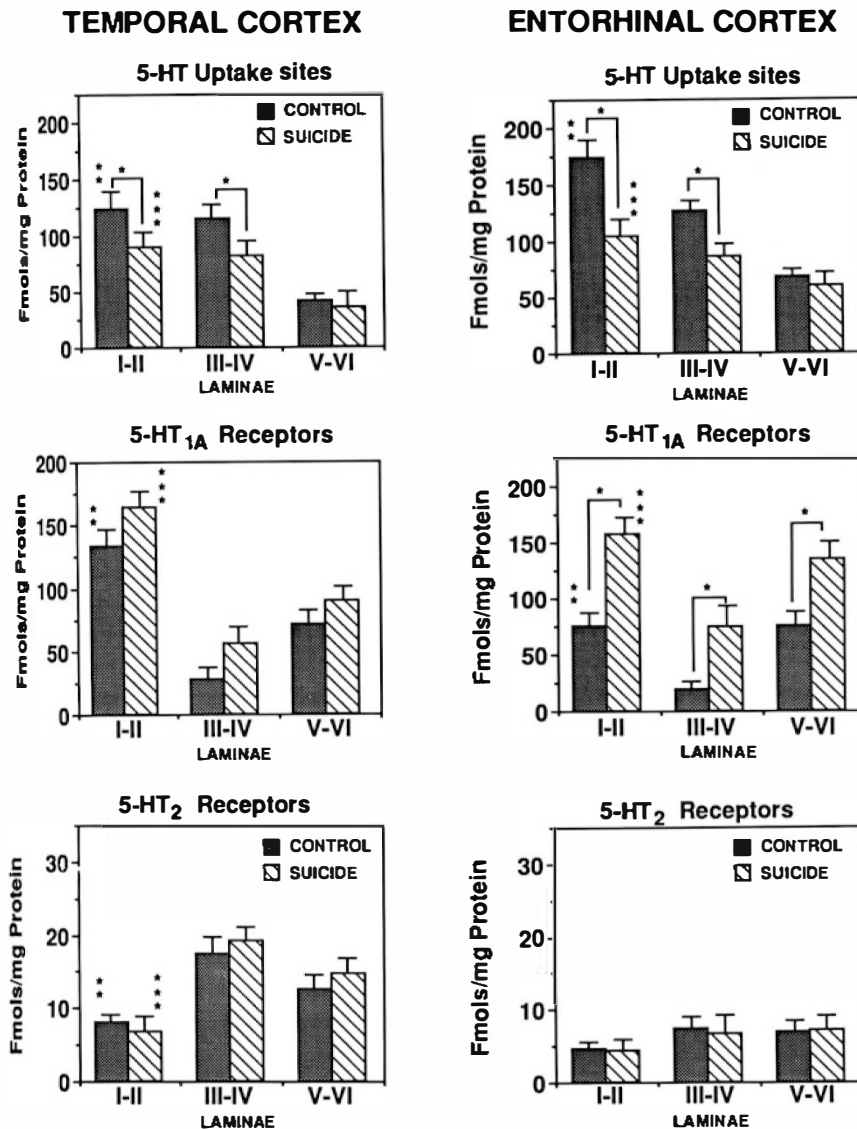 TEMPORAL CORTEX
5-HT Uptake sites
Fmols/mg Protein
200
150
100
50
0
CONTROL
SUICIDE
* *
*
* * *
*
I-II III-IV V-VI
LAMINAE
5-HT1A Receptors
Fmols/mg Protein
200
150
100
50
0
* *
* * *
I-II III-IV V-VI
LAMINAE
5-HT2 Receptors
Fmols/mg Protein
30
20
10
0
CONTROL
SUICIDE
* *
* * *
I-II III-IV V-VI
LAMINAE
ENTORHINAL CORTEX
5-HT Uptake sites
Fmols/mg Protein
200
150
100
50
0
CONTROL
SUICIDE
* *
*
* * *
*
I-II III-IV V-VI
LAMINAE
5-HT1A Receptors
Fmols/mg Protein
200
150
100
50
0
* *
*
* * *
*
*
I-II III-IV V-VI
LAMINAE
5-HT2 Receptors
Fmols/mg Protein
30
20
10
0
CONTROL
SUICIDE
I-II III-IV V-VI
LAMINAE